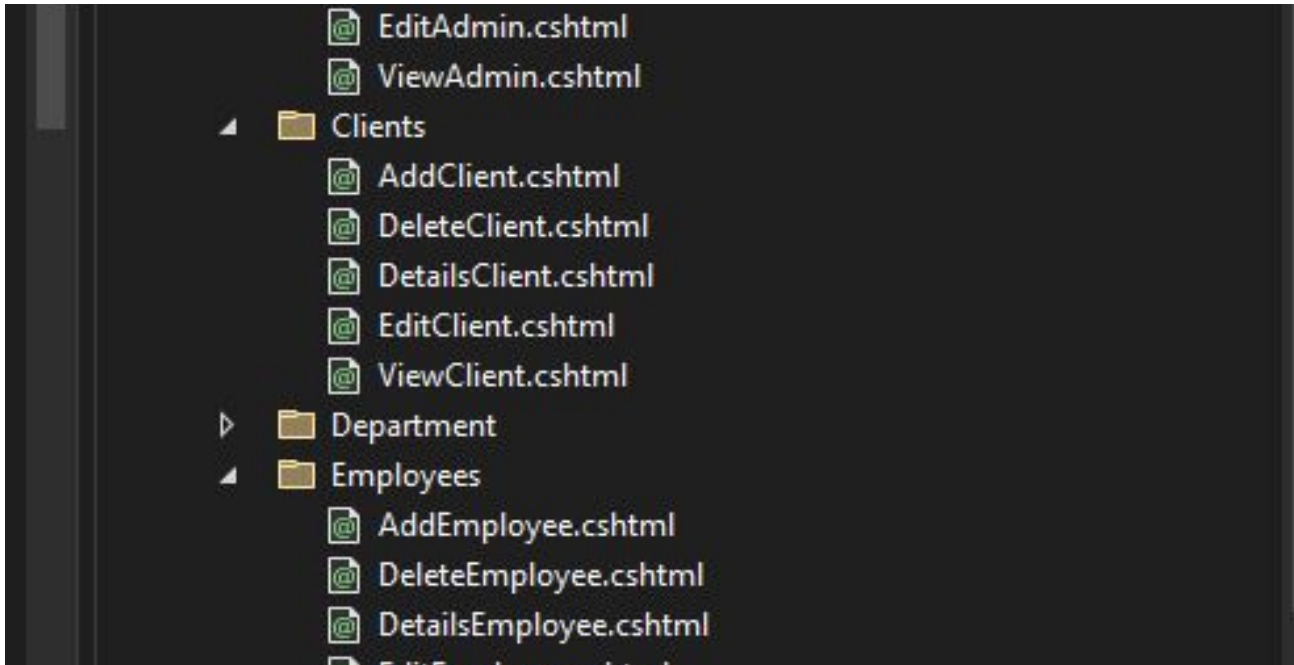 EditAdmin.cshtml
ViewAdmin.cshtml
Clients
AddClient.cshtml
DeleteClient.cshtml
DetailsClient.cshtml
EditClient.cshtml
ViewClient.cshtml
Department
Employees
AddEmployee.cshtml
DeleteEmployee.cshtml
DetailsEmployee.cshtml